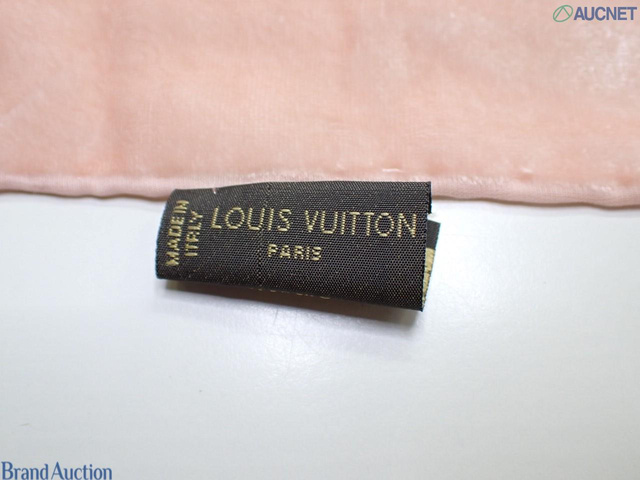 AUCNET
MADE IN
ITALY
LOUIS VUITTON
PARIS
Brand Auction